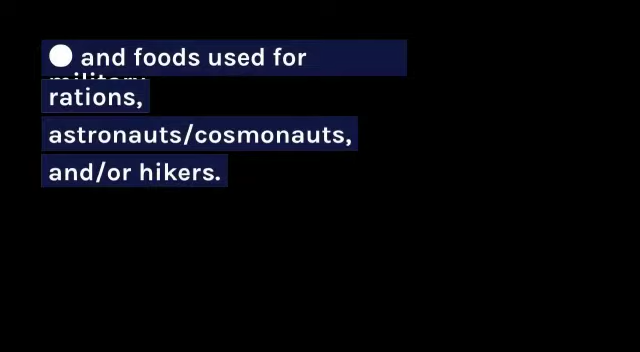 ● and foods used for
military
rations,
astronauts/cosmonauts,
and/or hikers.